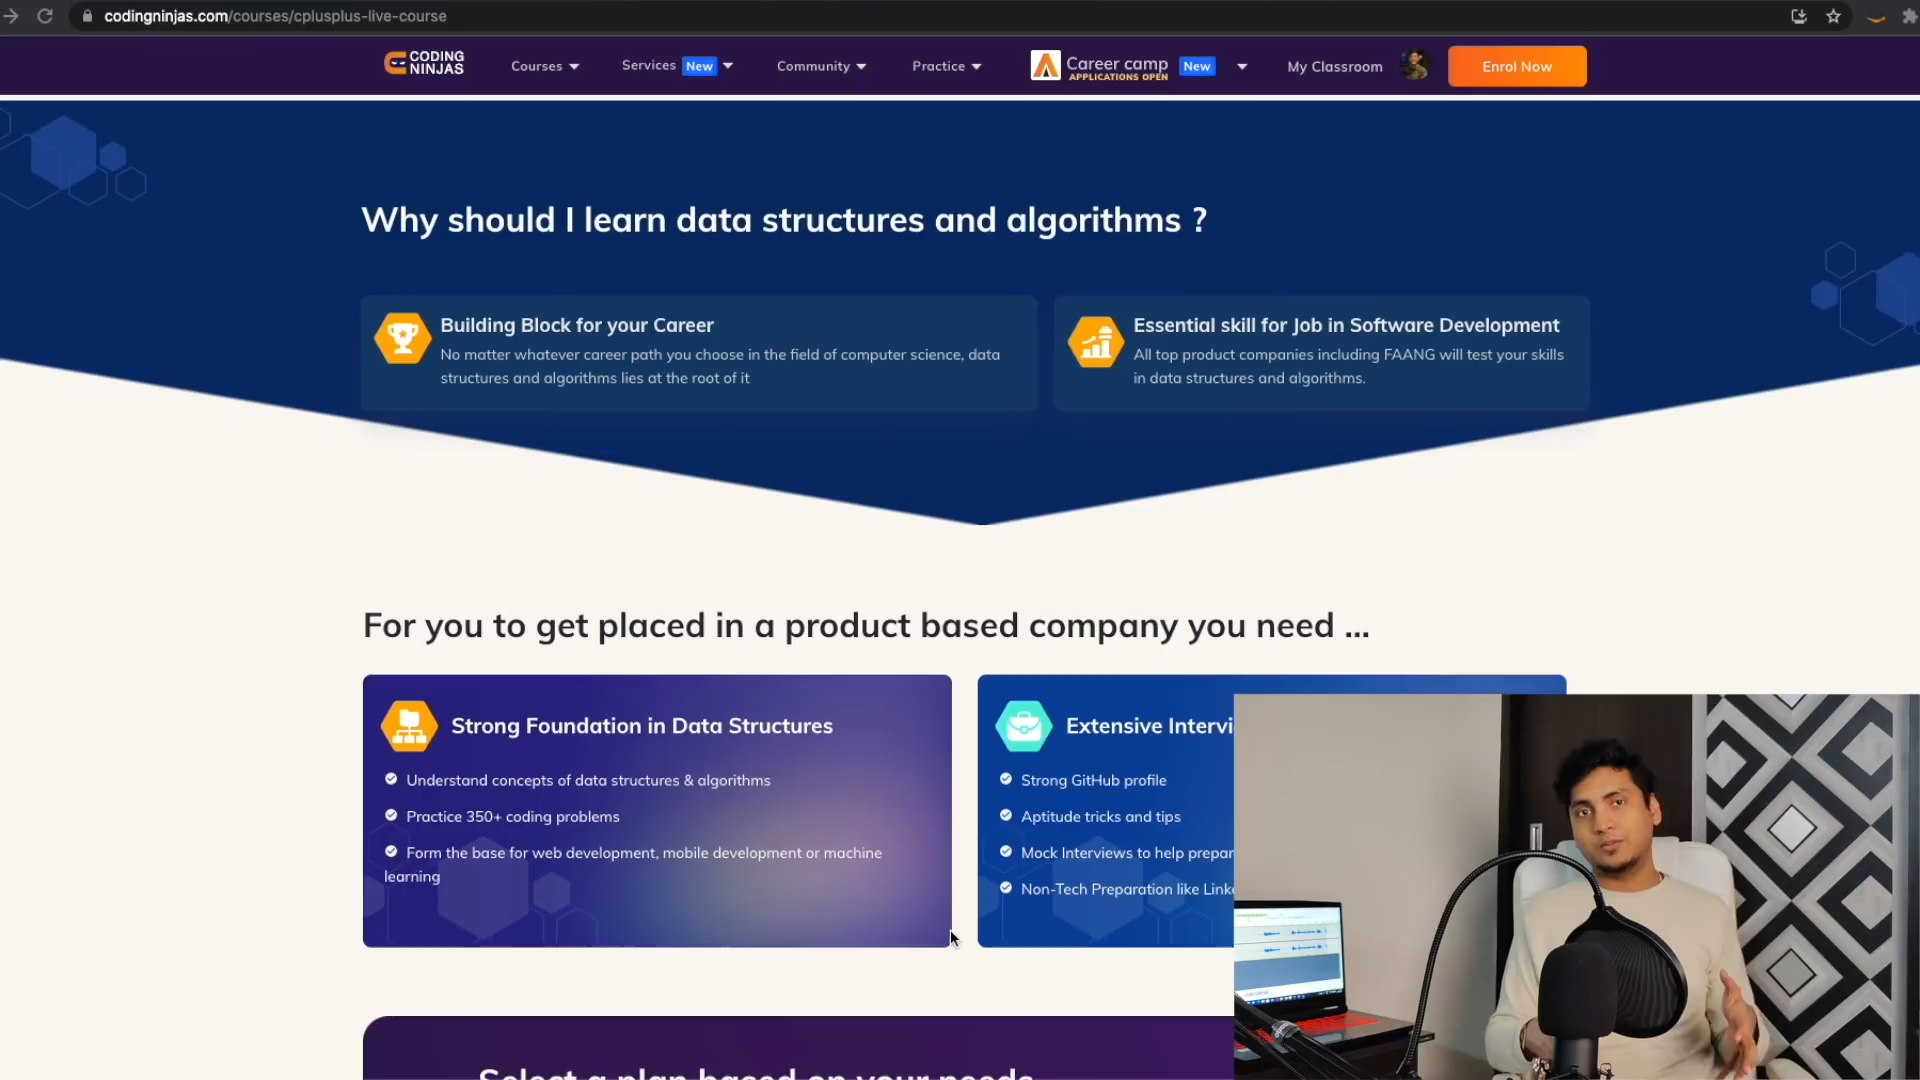 codingninjas.com/courses/cplusplus-live-course
CODING
NINJAS
Courses
Services New
Community
Practice
Career camp New
APPLICATIONS OPEN
My Classroom
Enrol Now
Why should I learn data structures and algorithms ?
Building Block for your Career
No matter whatever career path you choose in the field of computer science, data
structures and algorithms lies at the root of it
Essential skill for Job in Software Development
All top product companies including FAANG will test your skills
in data structures and algorithms.
For you to get placed in a product based company you need ...
Strong Foundation in Data Structures
Understand concepts of data structures & algorithms
Practice 350+ coding problems
Form the base for web development, mobile development or machine
learning
Extensive Intervi
Strong GitHub profile
Aptitude tricks and tips
Mock Interviews to help prepar
Non-Tech Preparation like Link
Select a plan based on your needs